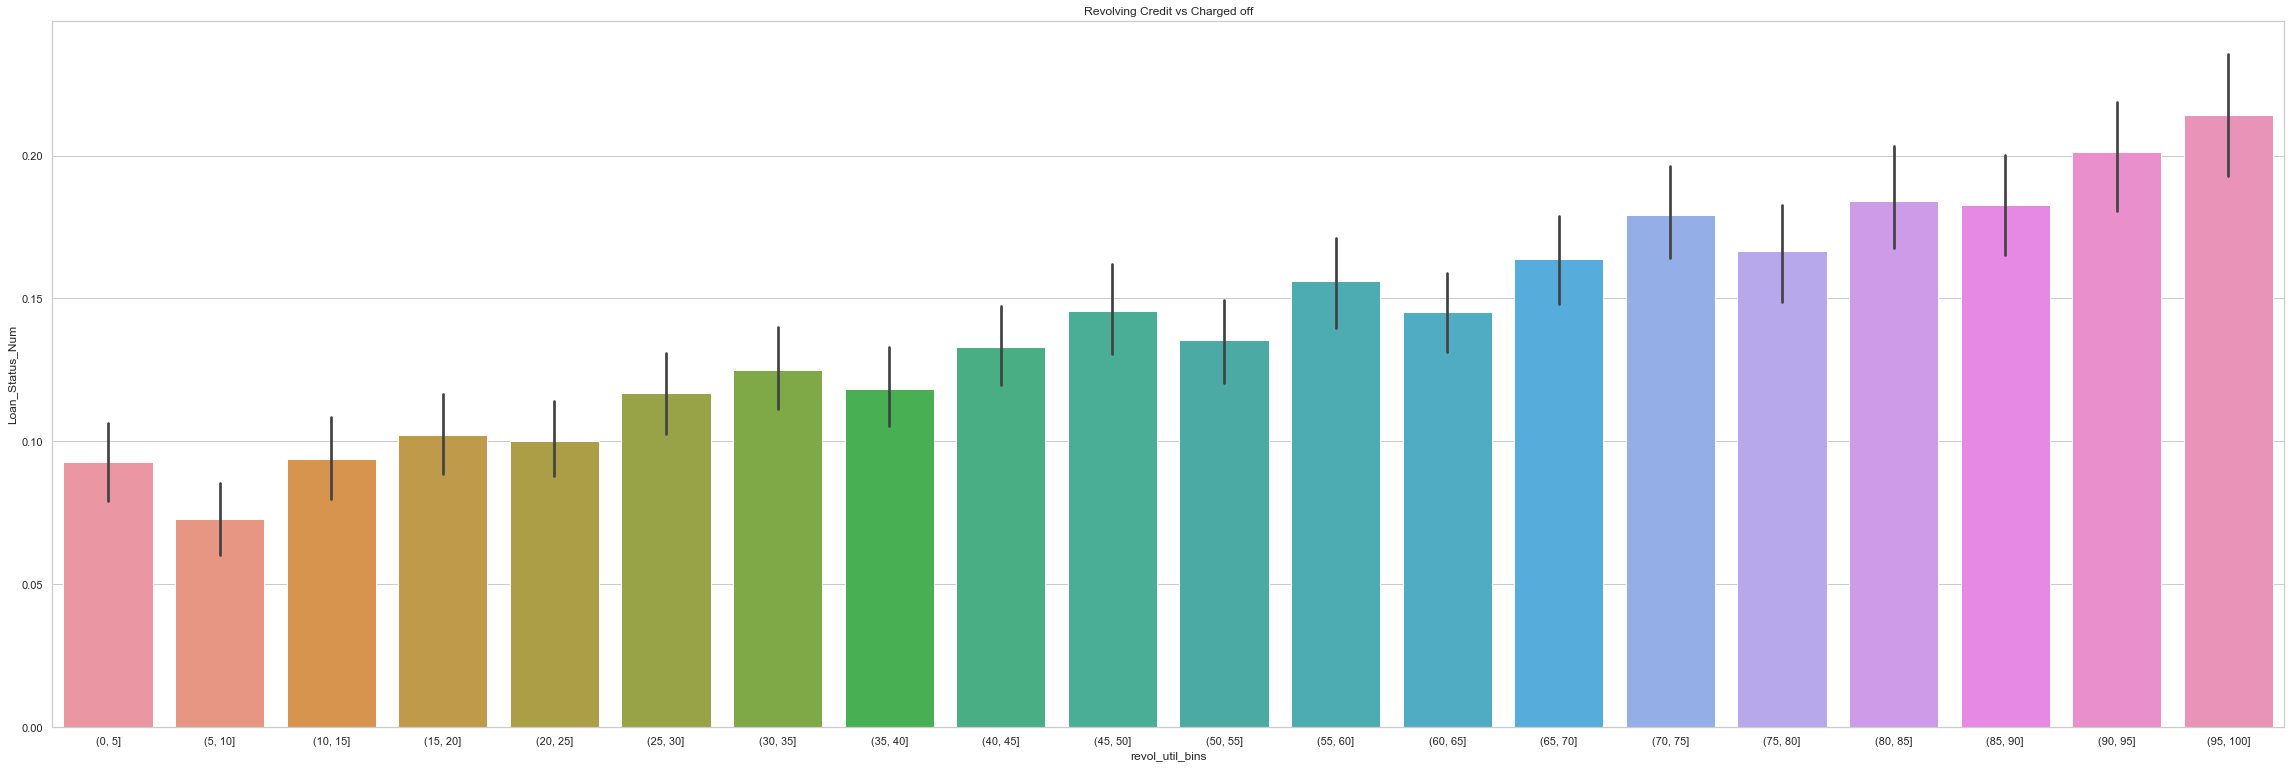 Revolving Credit vs Charged off
Loan_Status_Num
0.20
0.15
0.10
0.05
0.00
(0, 5] (5, 10] (10, 15] (15, 20] (20, 25] (25, 30] (30, 35] (35, 40] (40, 45] (45, 50] (50, 55] (55, 60] (60, 65] (65, 70] (70, 75] (75, 80] (80, 85] (85, 90] (90, 95] (95, 100]
revol_util_bins